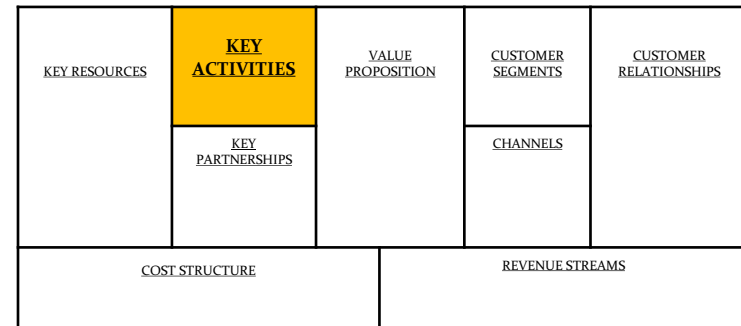 KEY RESOURCES
KEY
ACTIVITIES
VALUE
PROPOSITION
CUSTOMER
SEGMENTS
CUSTOMER
RELATIONSHIPS
KEY
PARTNERSHIPS
CHANNELS
COST STRUCTURE
REVENUE STREAMS